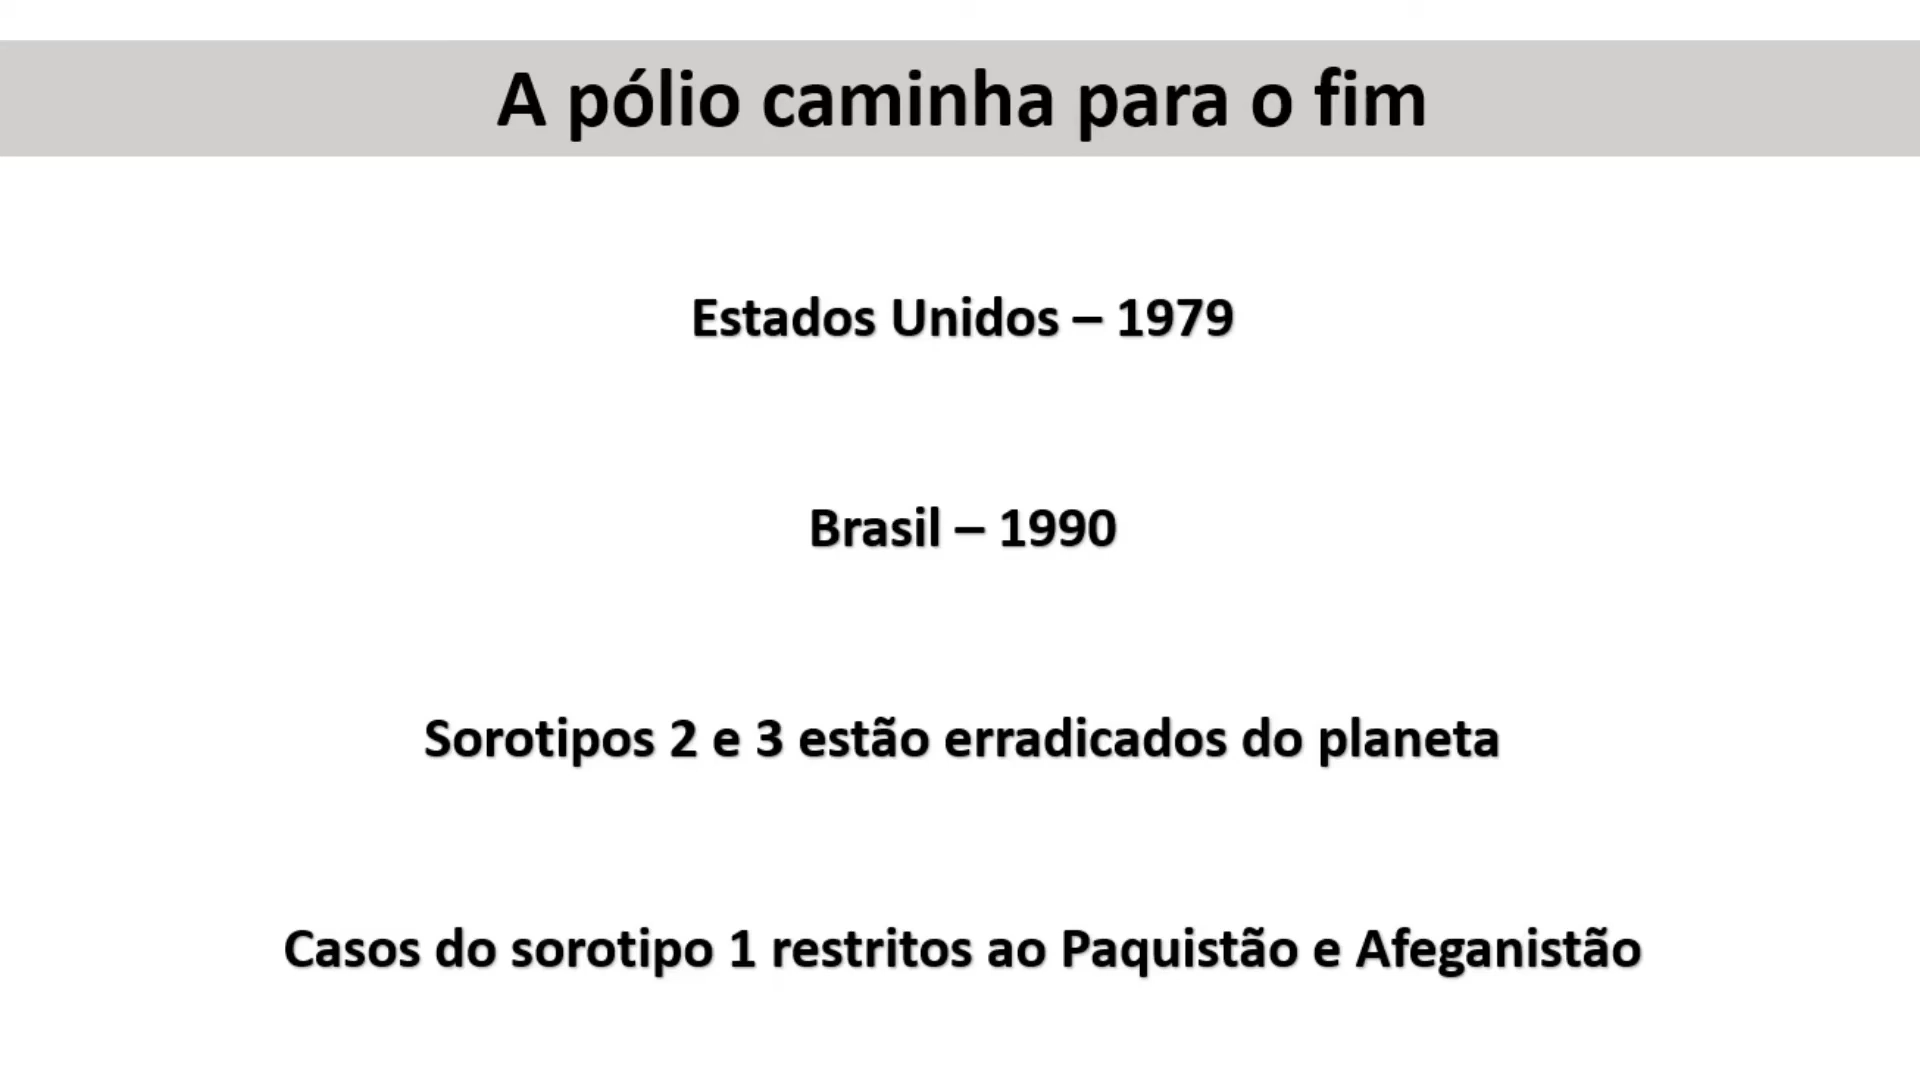 A pólio caminha para o fim
Estados Unidos – 1979
Brasil – 1990
Sorotipos 2 e 3 estão erradicados do planeta
Casos do sorotipo 1 restritos ao Paquistão e Afeganistão